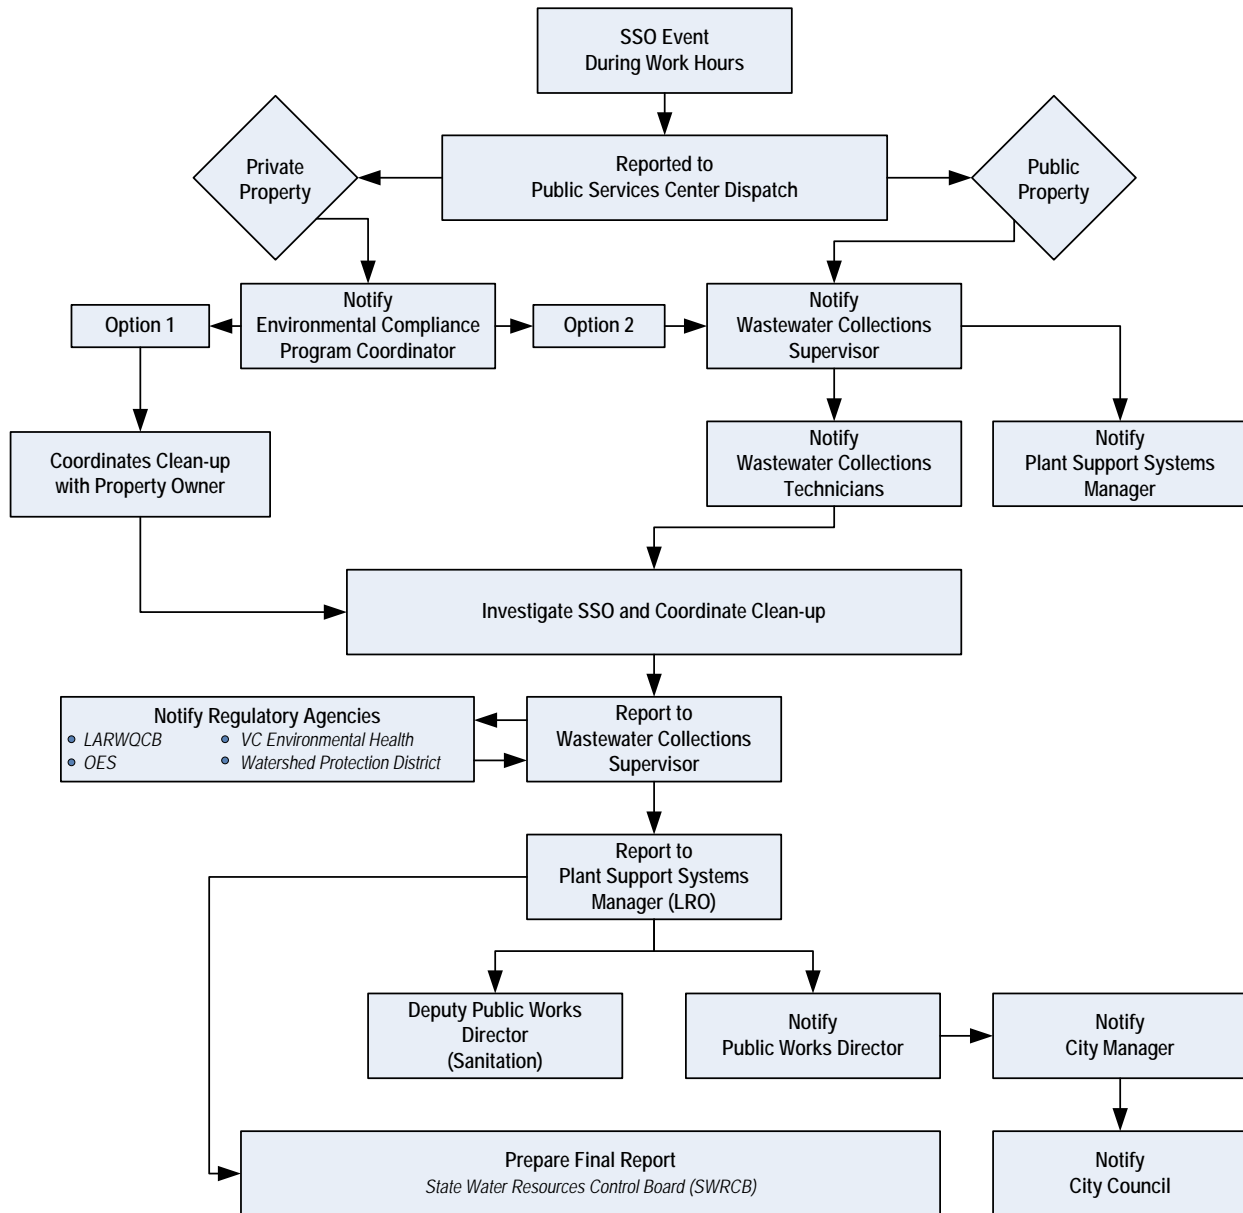 SSO Event
During Work Hours
Private
Property
Reported to
Public Services Center Dispatch
Public
Property
Option 1
Notify
Environmental Compliance
Program Coordinator
Option 2
Notify
Wastewater Collections
Supervisor
Coordinates Clean-up
with Property Owner
Notify
Wastewater Collections
Technicians
Notify
Plant Support Systems
Manager
Investigate SSO and Coordinate Clean-up
Notify Regulatory Agencies
• LARWQCB • VC Environmental Health
• OES • Watershed Protection District
Report to
Wastewater Collections
Supervisor
Report to
Plant Support Systems
Manager (LRO)
Deputy Public Works
Director
(Sanitation)
Notify
Public Works Director
Notify
City Manager
Prepare Final Report
State Water Resources Control Board (SWRCB)
Notify
City Council